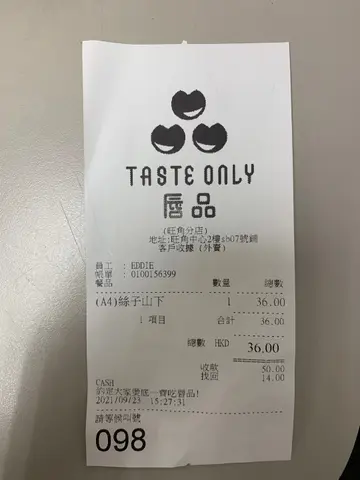 TASTE ONLY
唇品
(旺角分店)
地址:旺角中心2樓sb07號鋪
客戶收據 (外賣)
員工 : EDDIE
帳單 : 0100156399
餐品 數量 總數
(A4)綠子山下 1 36.00
1 項目 合計 36.00
總數 HKD 36.00
收款 50.00
找回 14.00
CASH
2021/09/23 15:27:31
請等候叫號
098